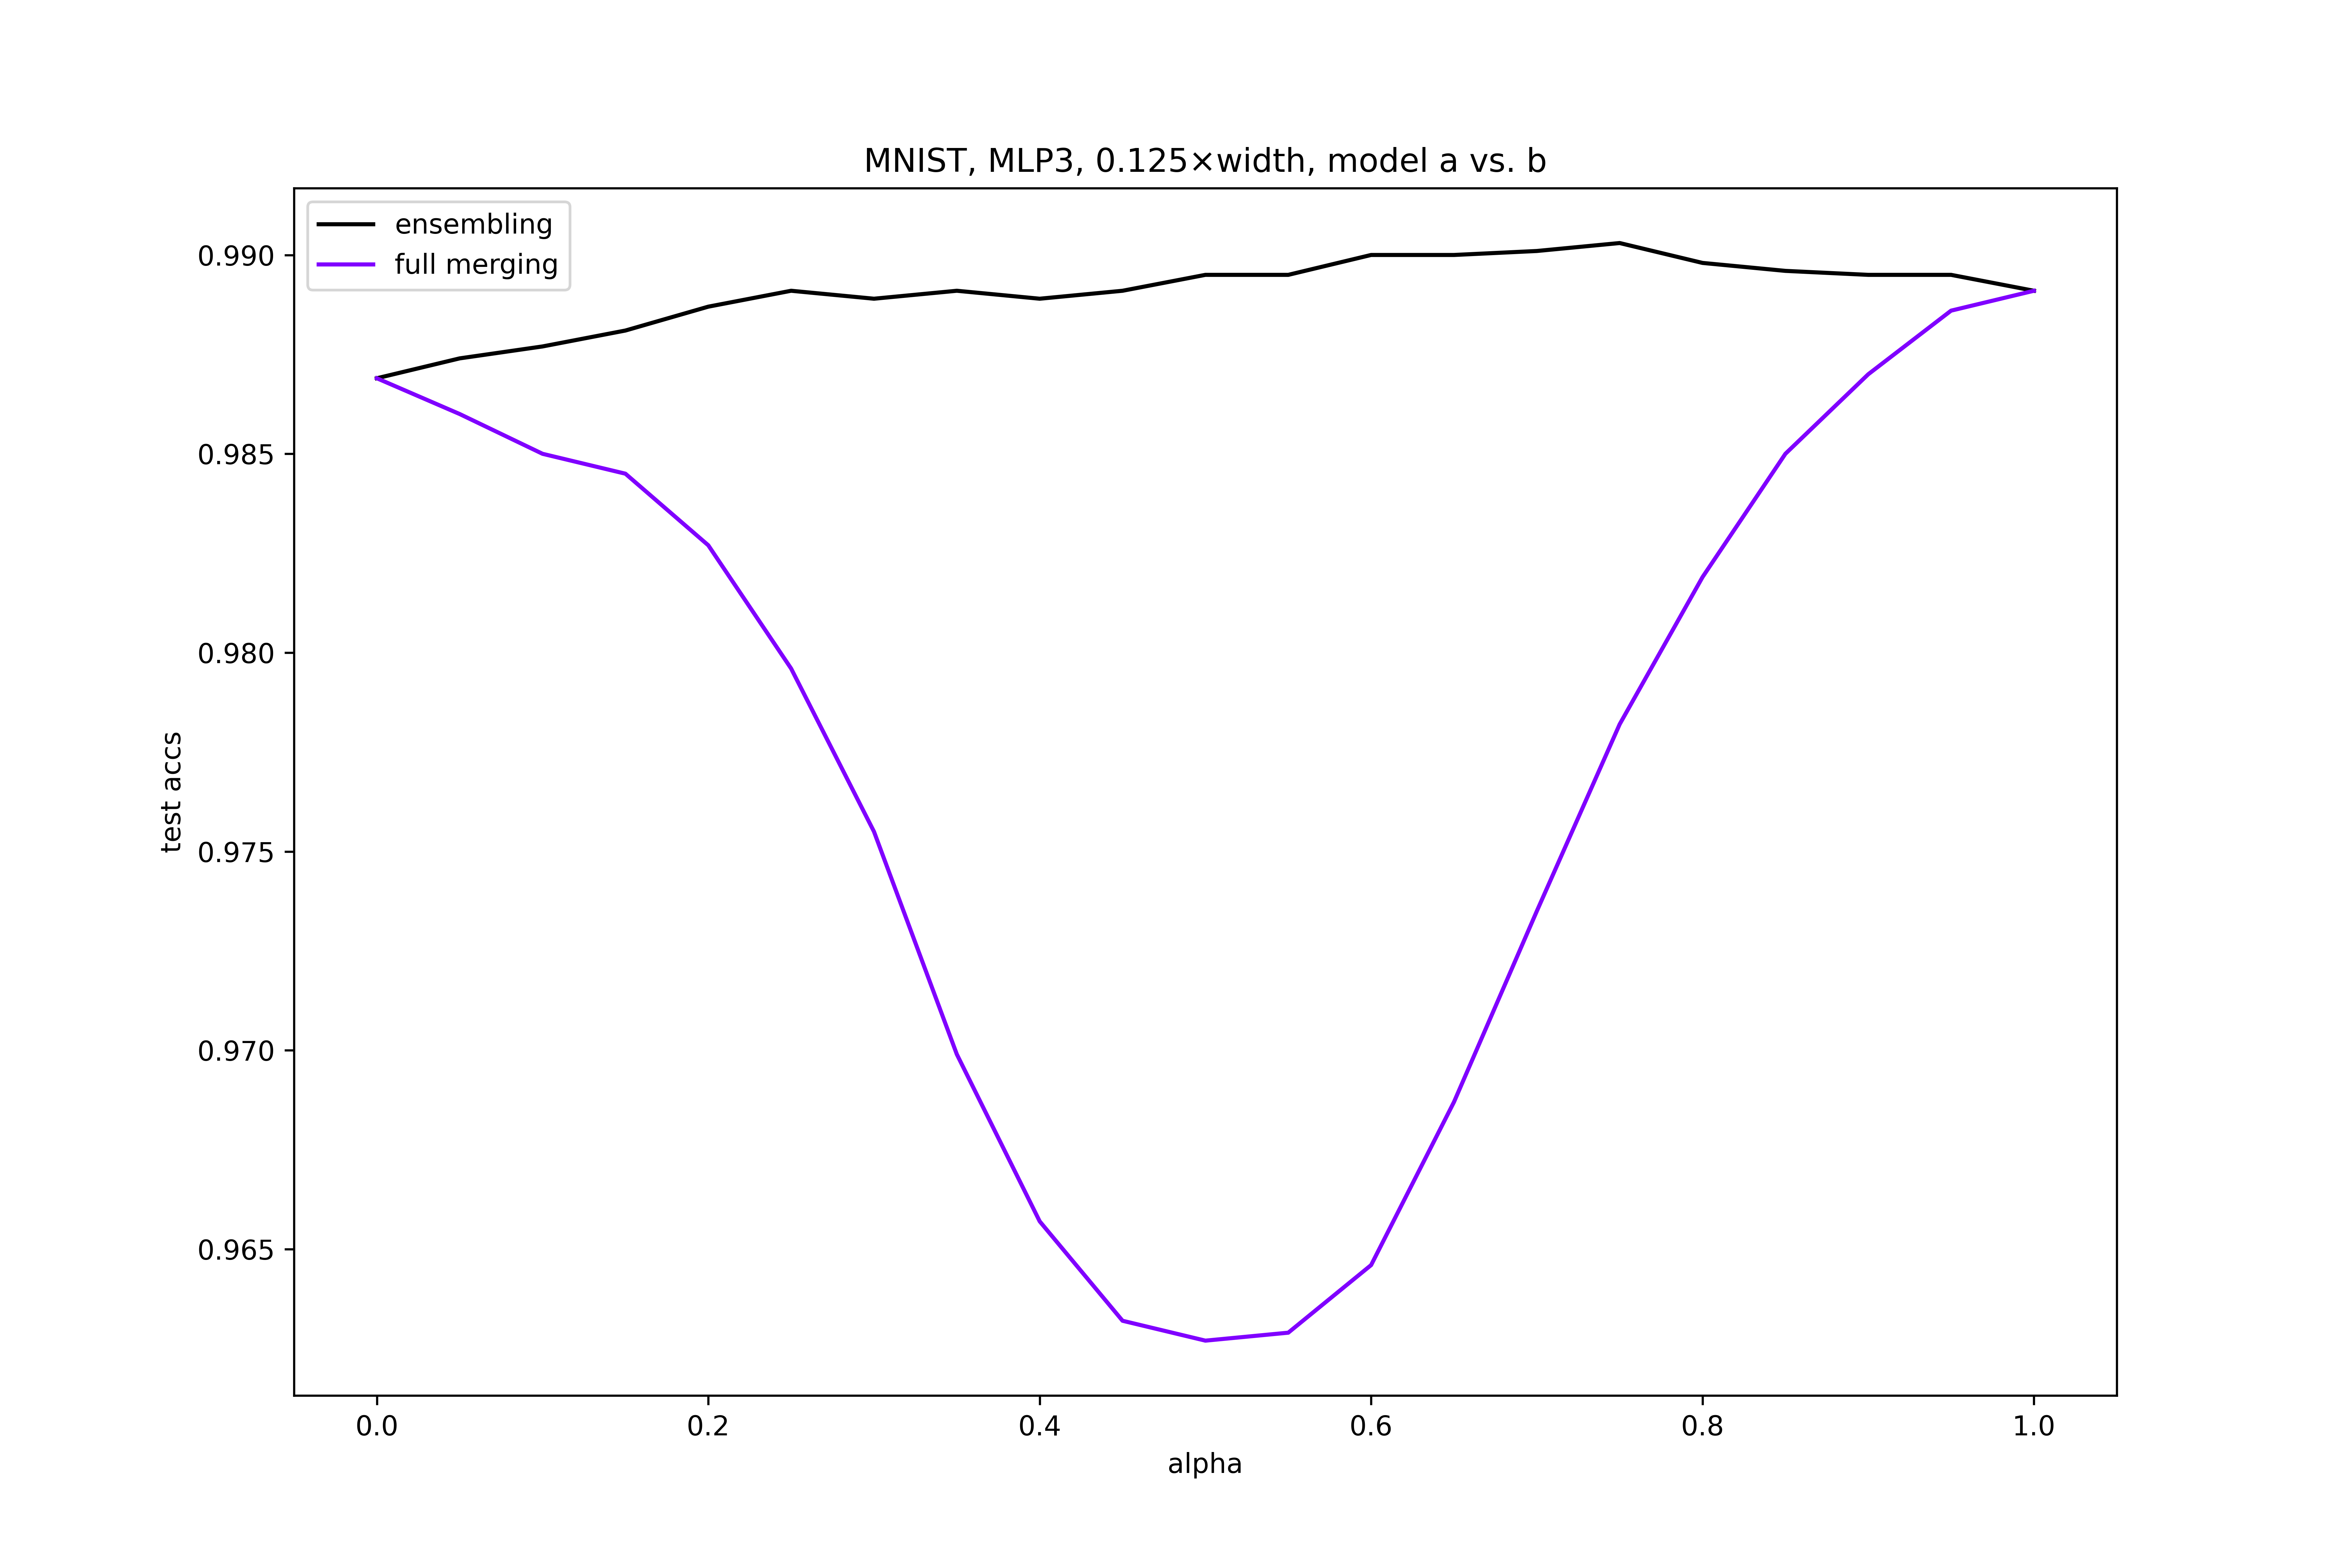 MNIST, MLP3, 0.125×width, model a vs. b
ensembling
full merging
0.990
0.985
0.980
0.975
0.970
0.965
test accs
0.0 0.2 0.4 0.6 0.8 1.0
alpha